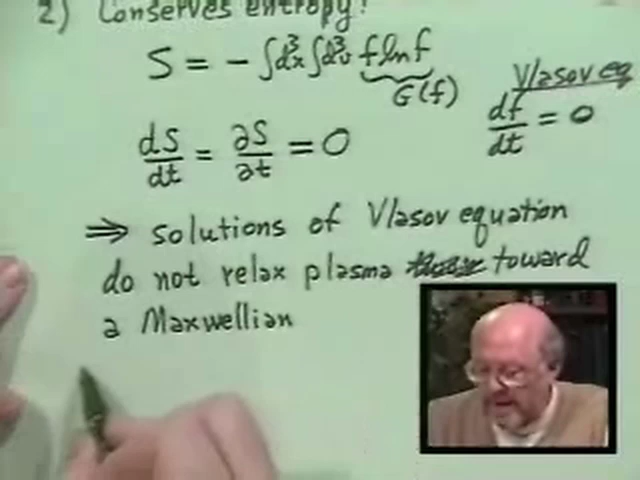 2) Conserves entropy!
S = - ∫d³x ∫d³v f ln f
G(f)
Vlasov eq
df/dt = 0
dS/dt = ∂S/∂t = 0
⇒ solutions of Vlasov equation
do not relax plasma toward
a Maxwellian